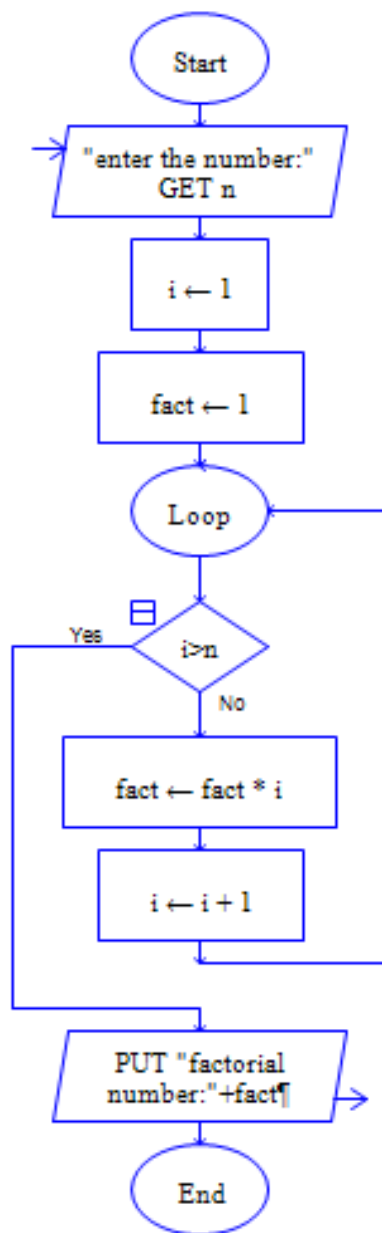 Start
"enter the number:"
GET n
i ← 1
fact ← 1
Loop
Yes
i>n
No
fact ← fact * i
i ← i + 1
PUT "factorial
number:"+fact¶
End